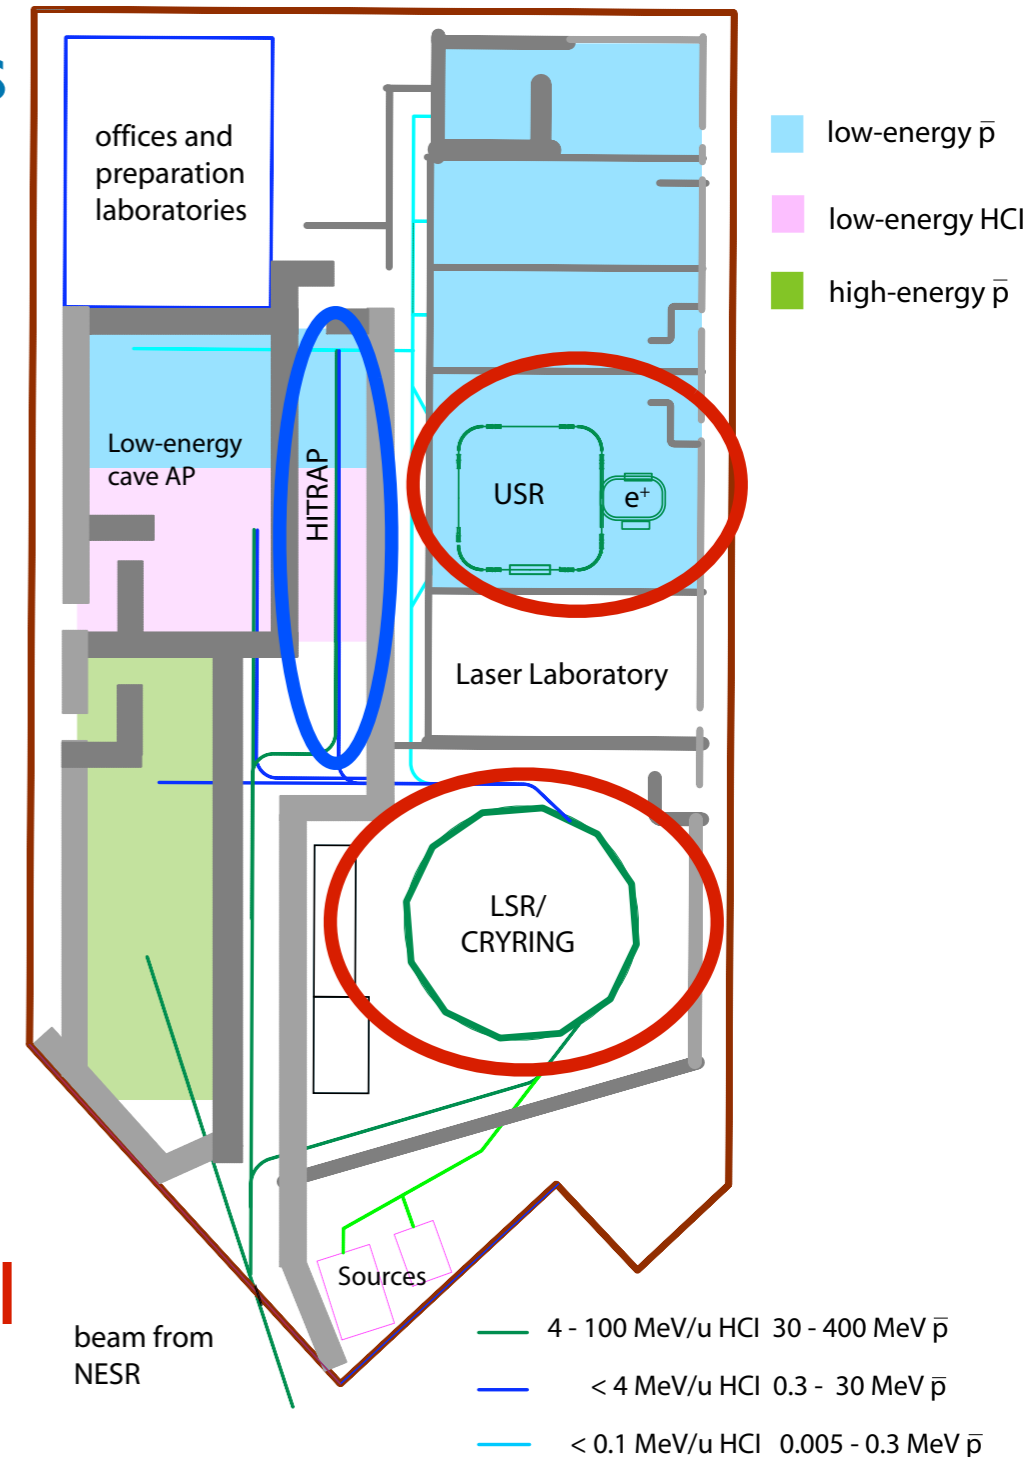 s
offices and
preparation
laboratories
low-energy p̅
low-energy HCI
high-energy p̅
Low-energy
cave AP
HITRAP
USR
e⁺
Laser Laboratory
LSR/
CRYRING
Sources
beam from
NESR
4 - 100 MeV/u HCI 30 - 400 MeV p̅
< 4 MeV/u HCI 0.3 - 30 MeV p̅
< 0.1 MeV/u HCI 0.005 - 0.3 MeV p̅